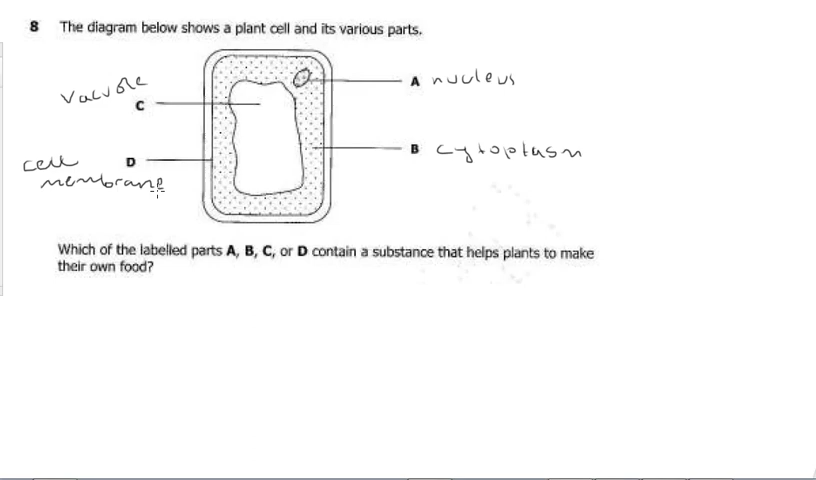 8 The diagram below shows a plant cell and its various parts.
A nucleus
vacuole
C
B cytoplasm
cell D
membrane
Which of the labelled parts A, B, C, or D contain a substance that helps plants to make
their own food?